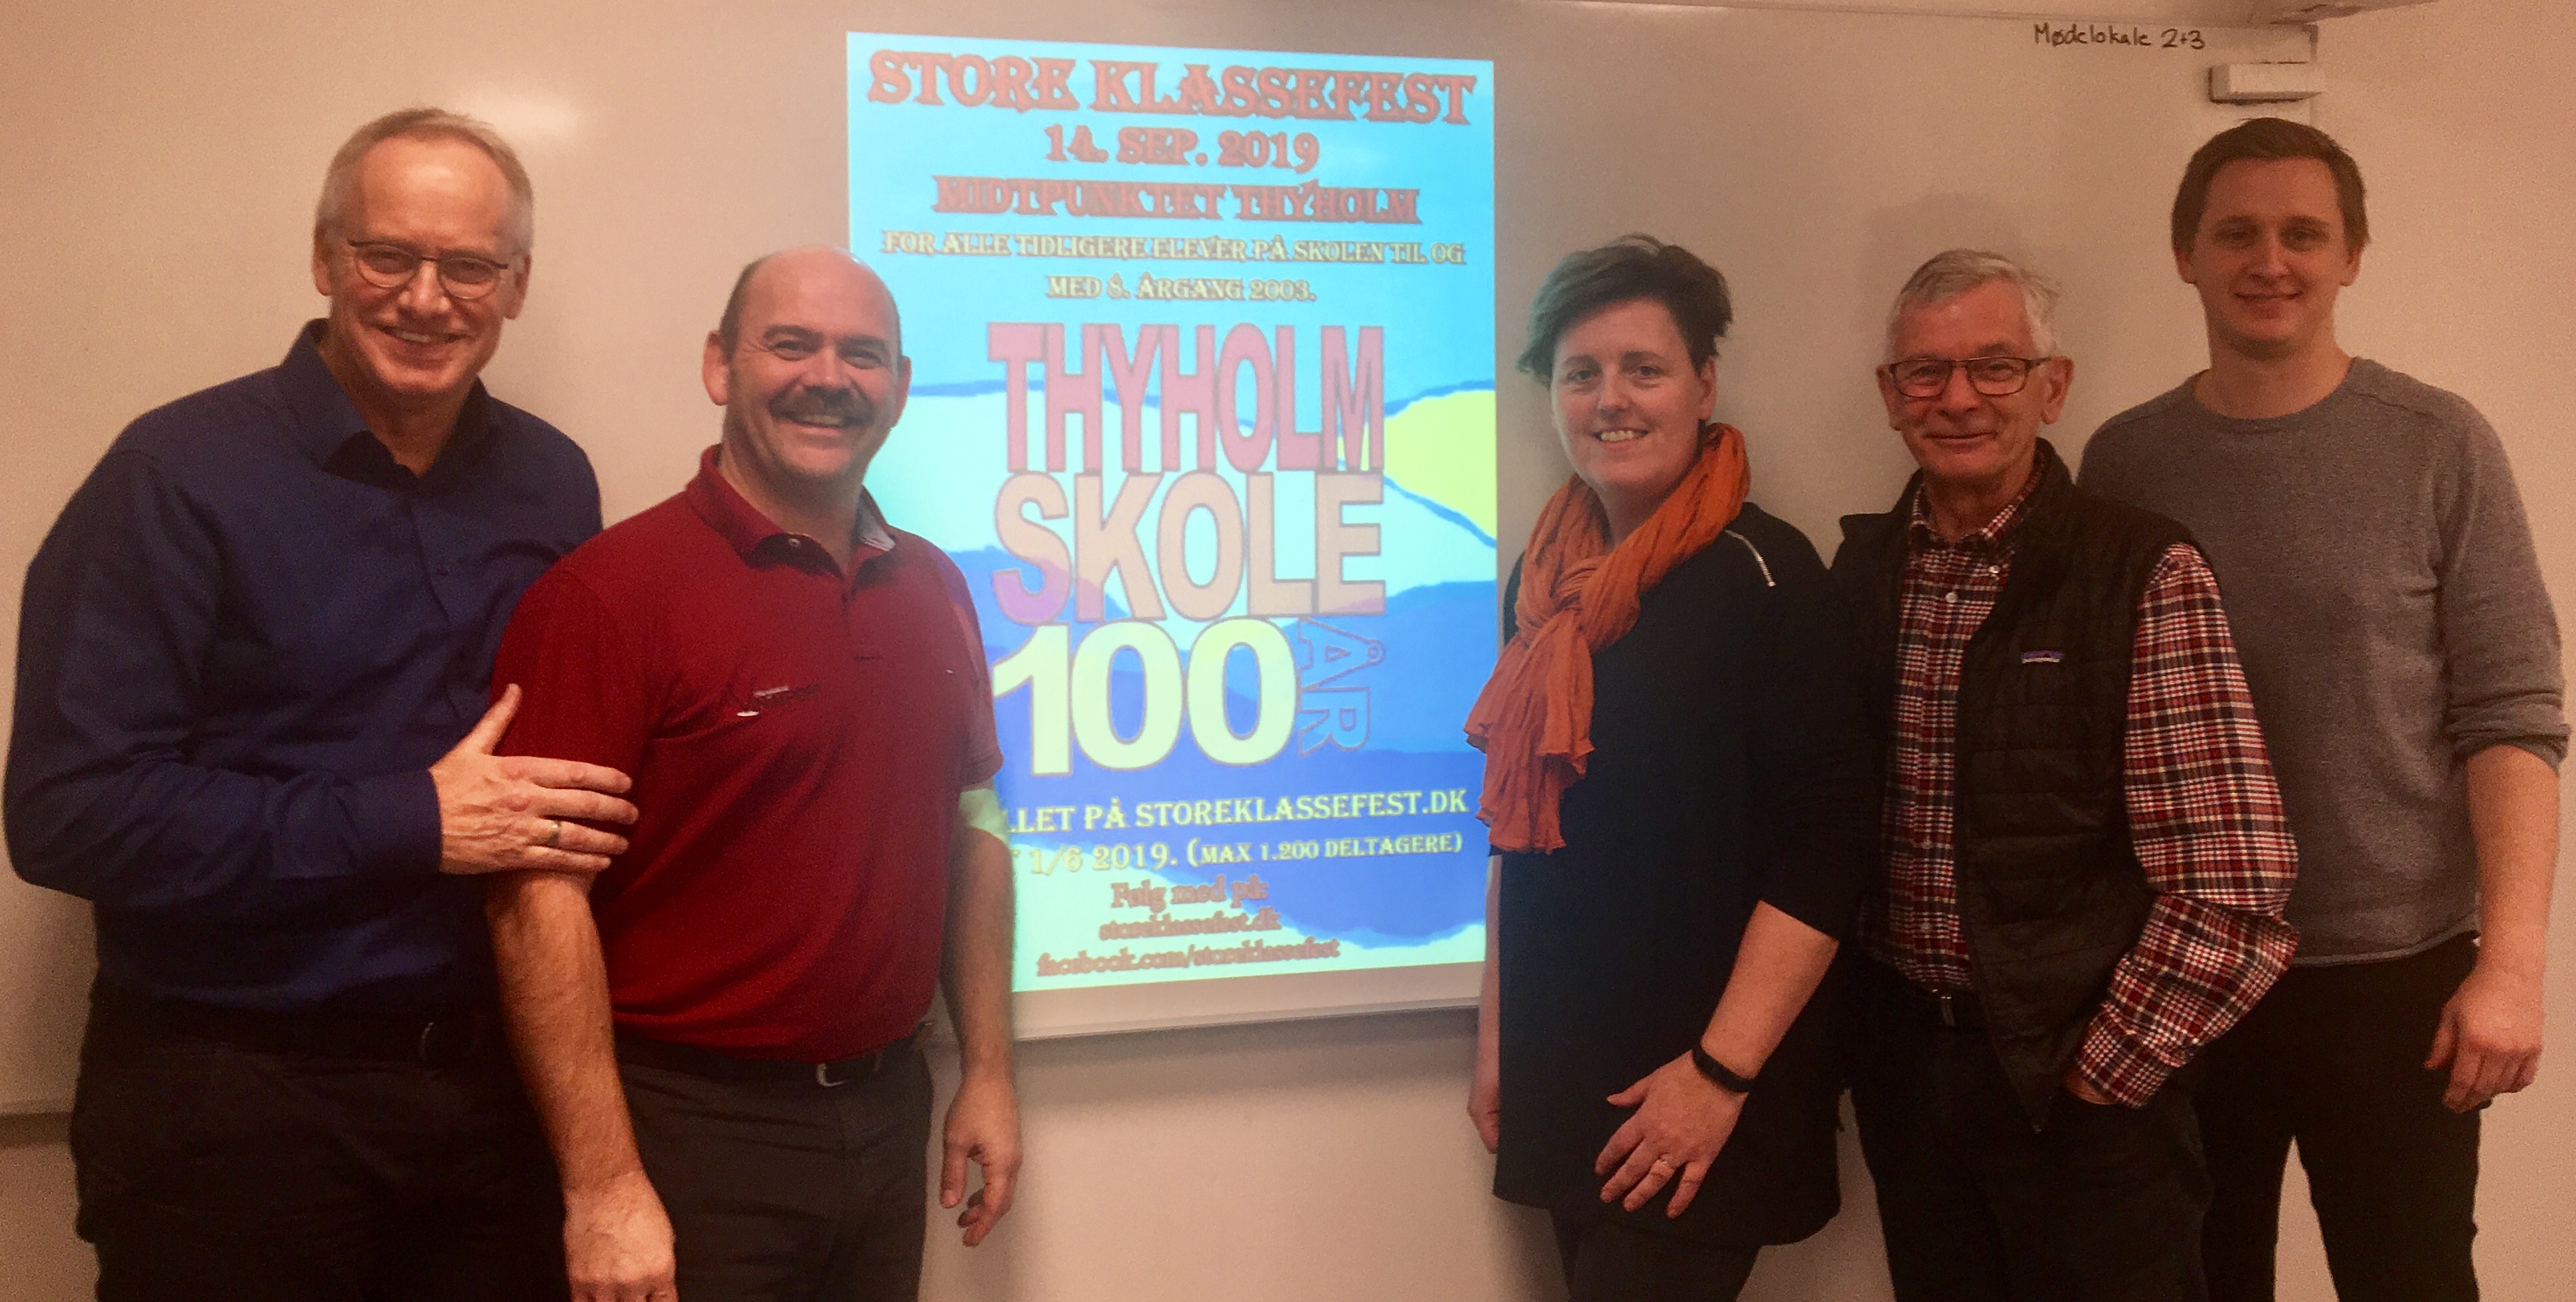 Mødelokale 2+3
STORE KLASSEFEST
14. SEP. 2019
MIDTPUNKTET THYHOLM
FOR ALLE TIDLIGERE ELEVER PÅ SKOLEN TIL OG
MED 8. ÅRGANG 2003.
THYHOLM
SKOLE
100 ÅR
PÅ STOREKLASSEFEST.DK
1/6 2019. (MAX 1.200 DELTAGERE)
Følg med på:
storeklassefest.dk
facebook.com/storeklassefest